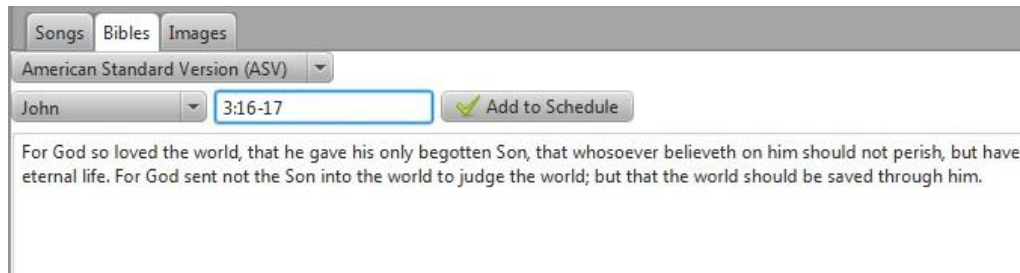 Songs Bibles Images
American Standard Version (ASV)
John 3:16-17 Add to Schedule
For God so loved the world, that he gave his only begotten Son, that whosoever believeth on him should not perish, but have
eternal life. For God sent not the Son into the world to judge the world; but that the world should be saved through him.